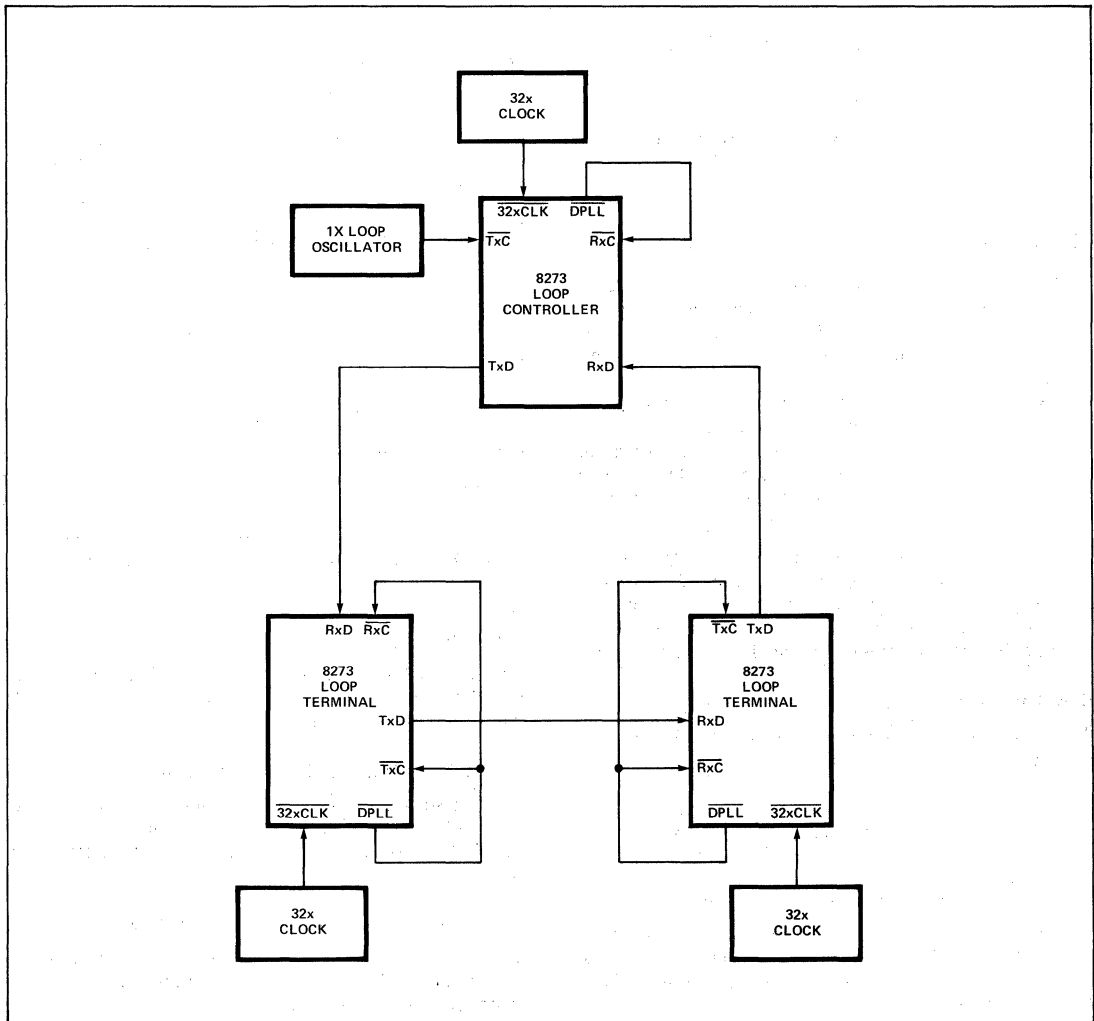 32x
CLOCK
32xCLK DPLL
1X LOOP
OSCILLATOR
TxC RxC
8273
LOOP
CONTROLLER
TxD RxD
RxD RxC
8273
LOOP
TERMINAL
TxD
TxC
32xCLK DPLL
32x
CLOCK
TxC TxD
8273
LOOP
TERMINAL
RxD
RxC
DPLL 32xCLK
32x
CLOCK